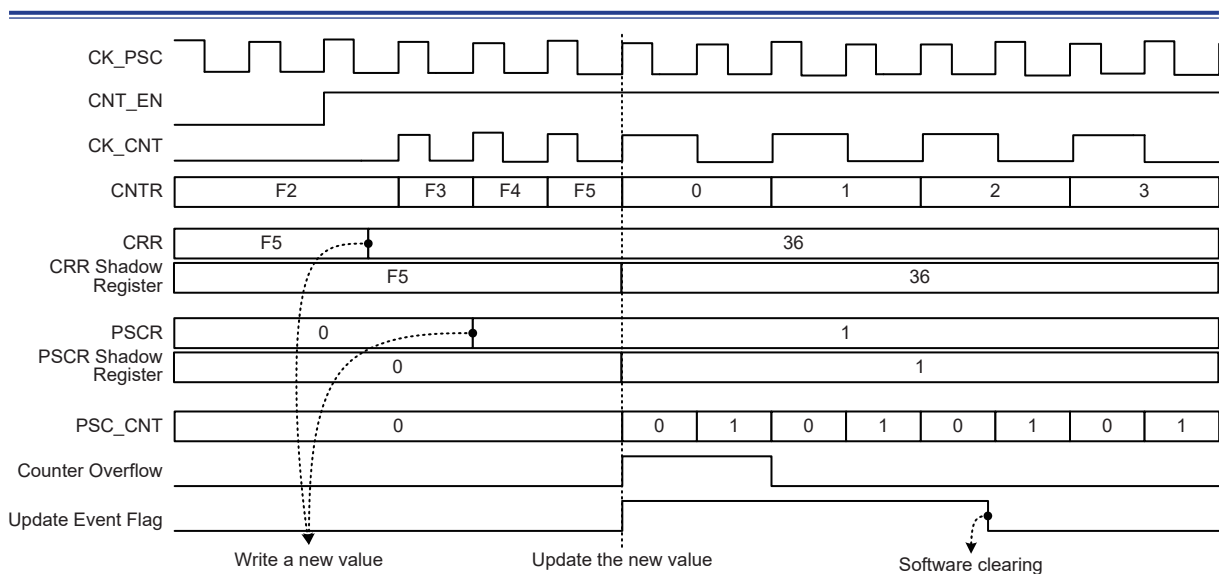 CK_PSC
CNT_EN
CK_CNT
CNTR F2 F3 F4 F5 0 1 2 3
CRR F5 36
CRR Shadow
Register F5 36
PSCR 0 1
PSCR Shadow
Register 0 1
PSC_CNT 0 0 1 0 1 0 1 0 1
Counter Overflow
Update Event Flag
Write a new value Update the new value Software clearing